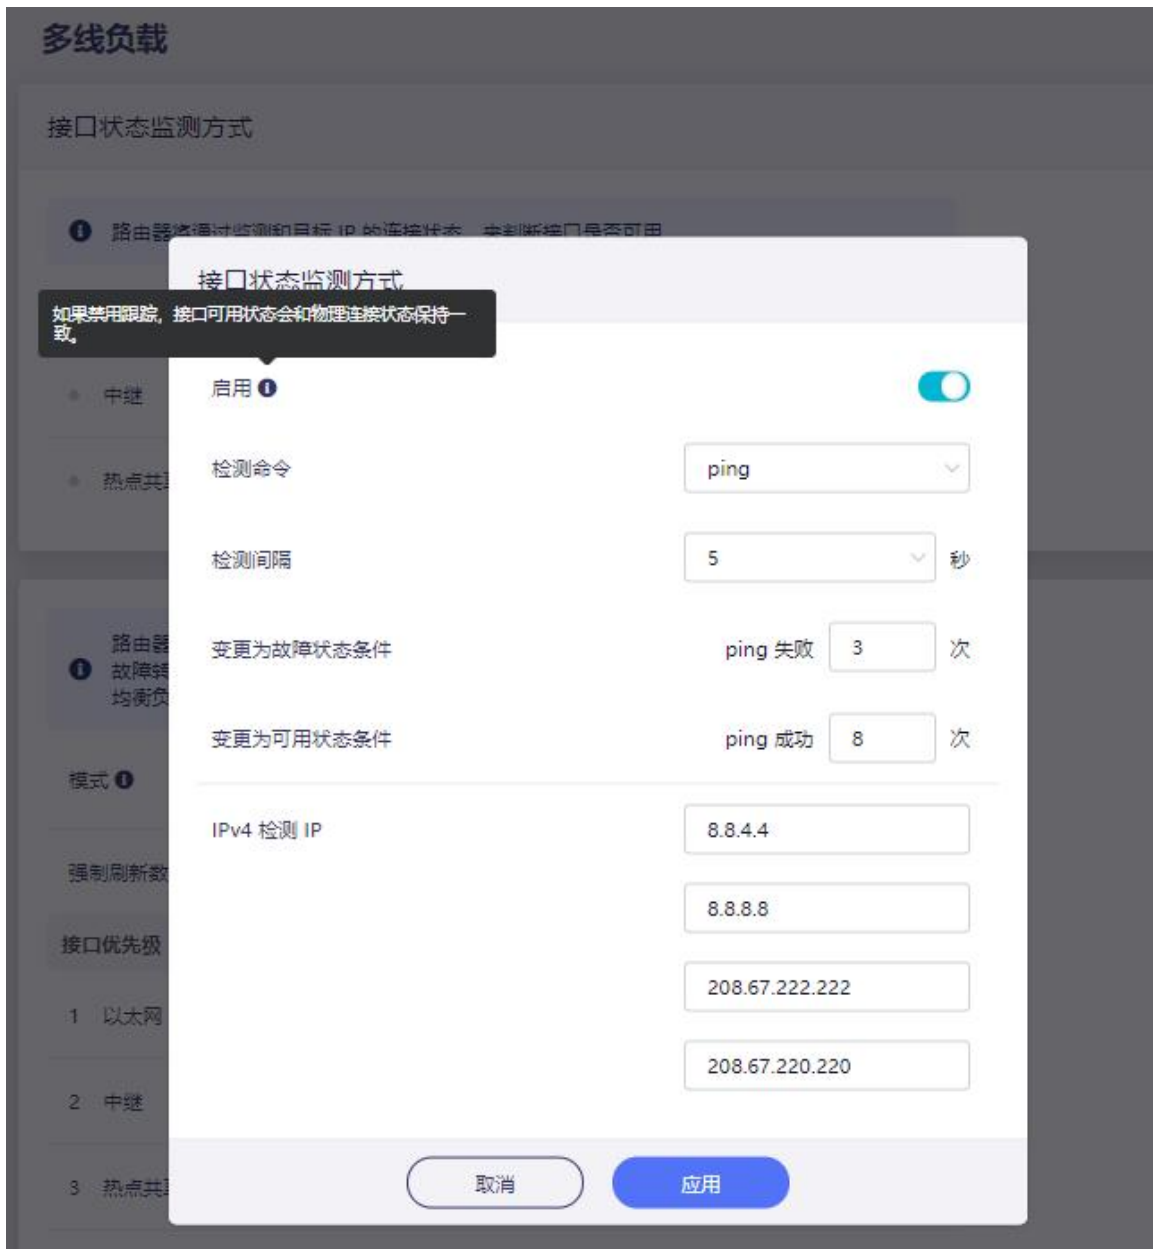 多线负载
接口状态监测方式
路由器将通过监测和目标 IP 的连接状态，来判断接口是否可用
接口状态监测方式
如果禁用跟踪，接口可用状态会和物理连接状态保持一
致。
启用
中继
检测命令
ping
热点共
检测间隔
5
秒
路由器
故障转
均衡负
变更为故障状态条件
ping 失败
3
次
变更为可用状态条件
ping 成功
8
次
模式
IPv4 检测 IP
8.8.4.4
强制刷新数
8.8.8.8
接口优先级
208.67.222.222
1 以太网
208.67.220.220
2 中继
3 热点共
取消
应用